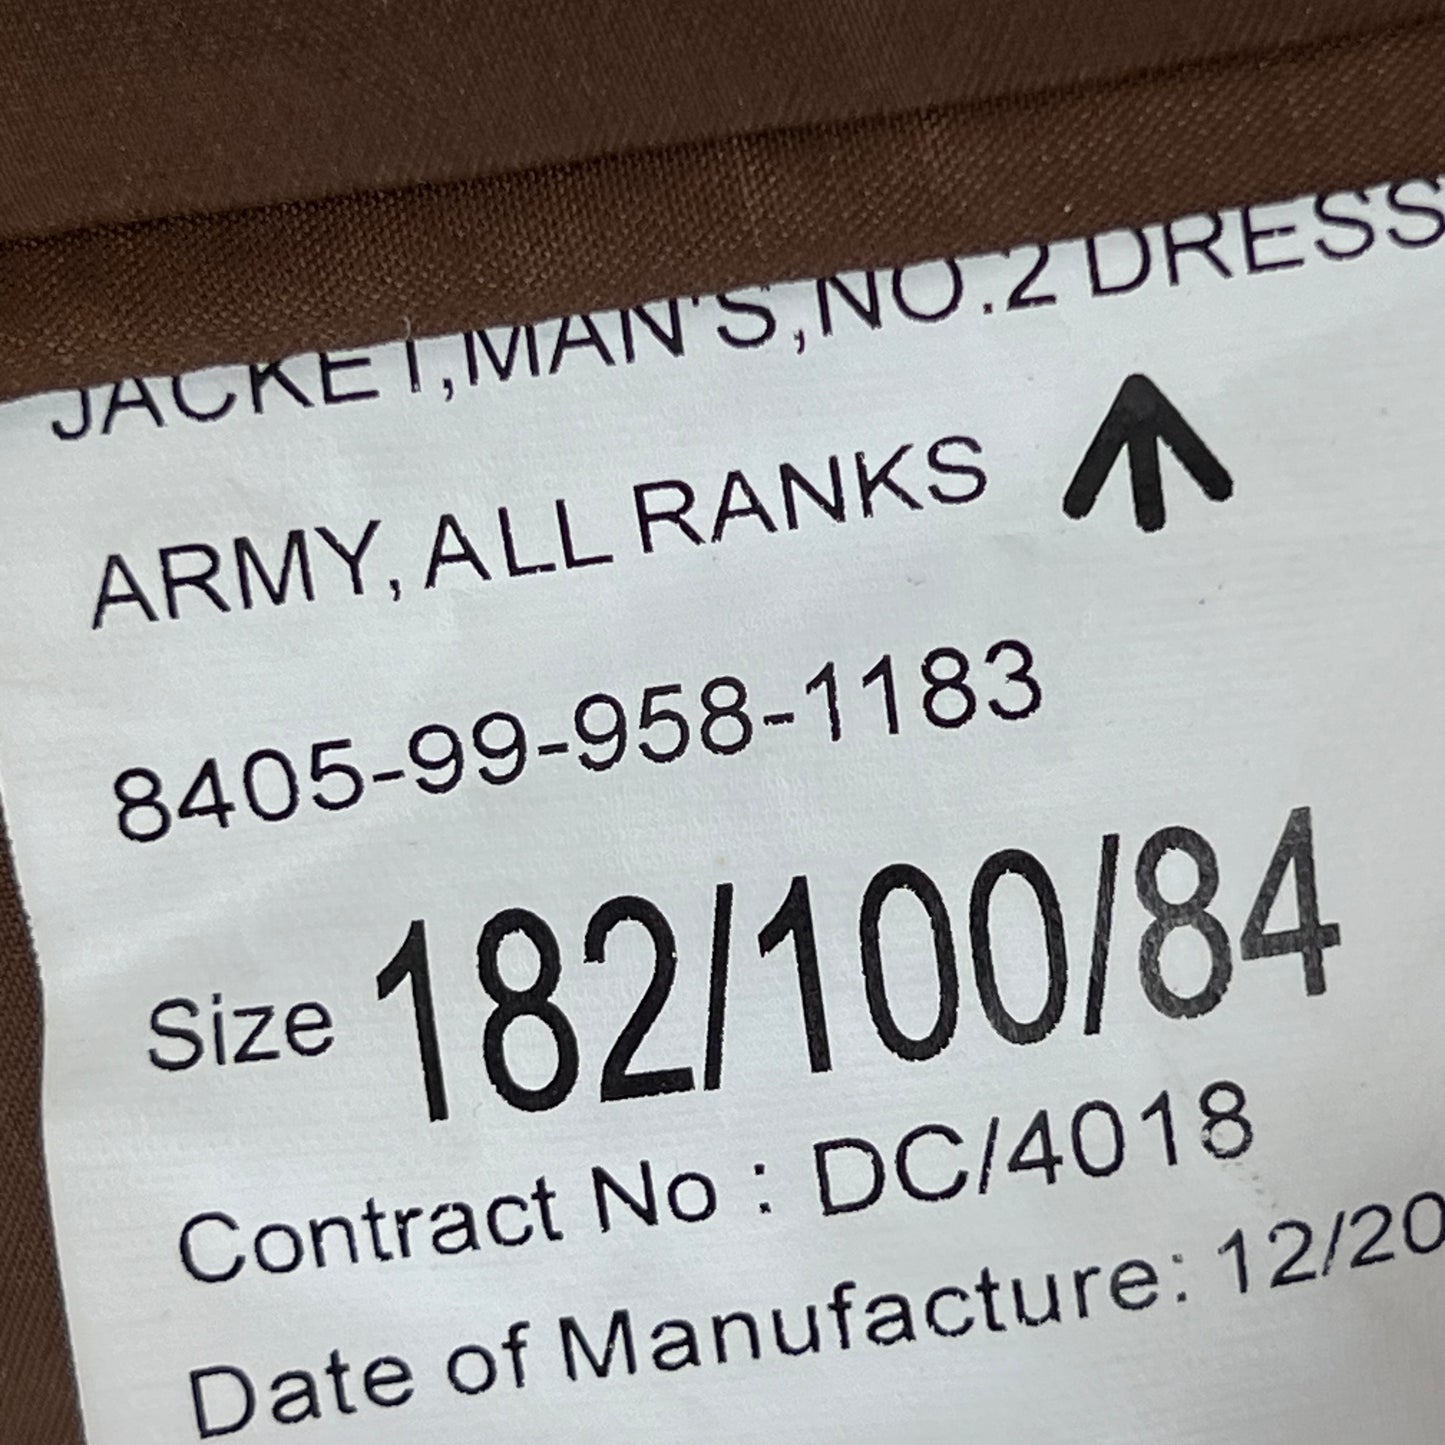 JACKET,MAN'S,NO.2 DRESS
ARMY, ALL RANKS
8405-99-958-1183
Size 182/100/84
Contract No : DC/4018
Date of Manufacture: 12/20